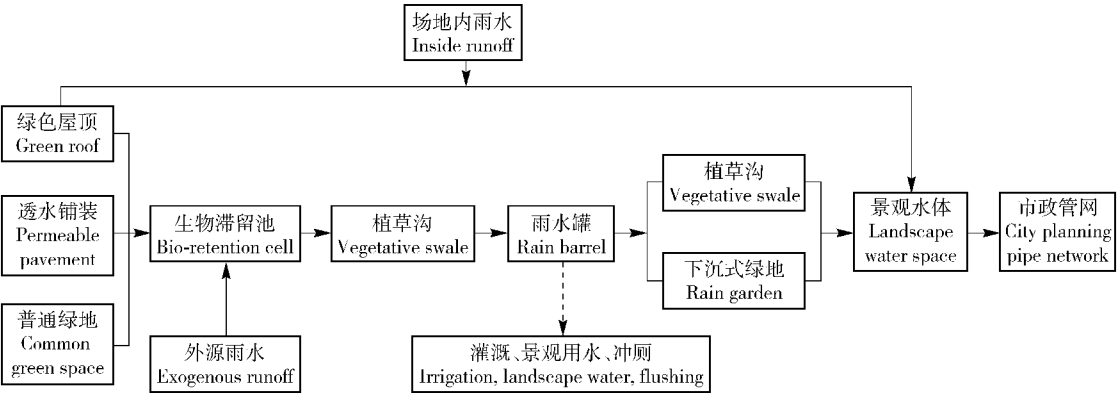 场地内雨水
Inside runoff
绿色屋顶
Green roof
透水铺装
Permeable
pavement
普通绿地
Common
green space
生物滞留池
Bio-retention cell
外源雨水
Exogenous runoff
植草沟
Vegetative swale
雨水罐
Rain barrel
灌溉、景观用水、冲厕
Irrigation, landscape water, flushing
植草沟
Vegetative swale
下沉式绿地
Rain garden
景观水体
Landscape
water space
市政管网
City planning
pipe network